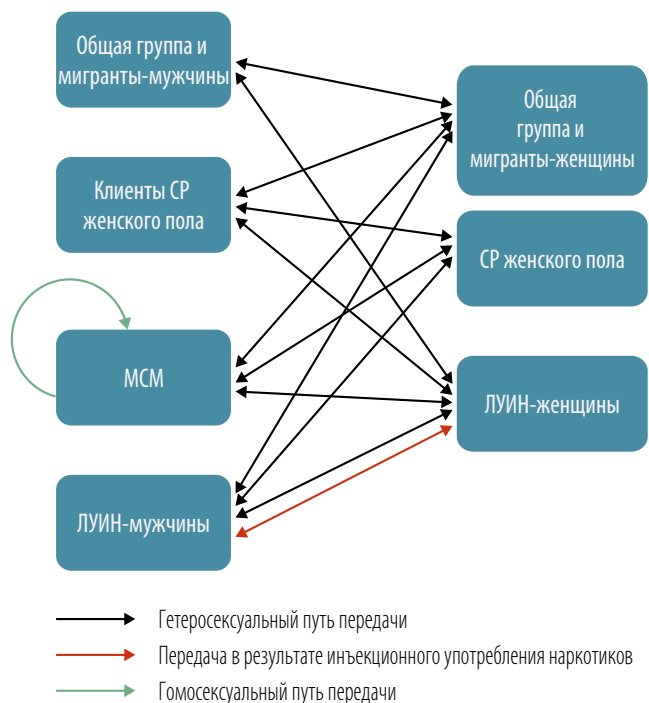 Общая группа и
мигранты-мужчины
Клиенты СР
женского пола
МСМ
ЛУИН-мужчины
Общая
группа и
мигранты-женщины
СР женского пола
ЛУИН-женщины
Гетеросексуальный путь передачи
Передача в результате инъекционного употребления наркотиков
Гомосексуальный путь передачи